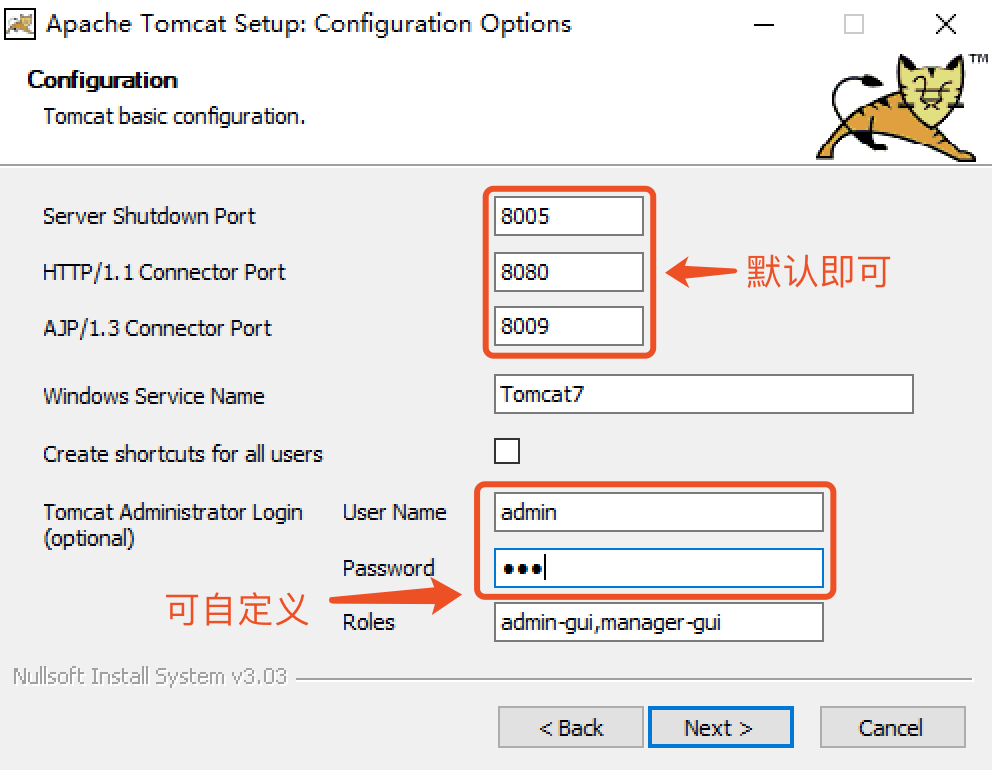 Apache Tomcat Setup: Configuration Options
Configuration
Tomcat basic configuration.
TM
Server Shutdown Port 8005
HTTP/1.1 Connector Port 8080 默认即可
AJP/1.3 Connector Port 8009
Windows Service Name Tomcat7
Create shortcuts for all users
Tomcat Administrator Login User Name admin
(optional)
Password •••
可自定义
Roles admin-gui,manager-gui
Nullsoft Install System v3.03
< Back Next > Cancel